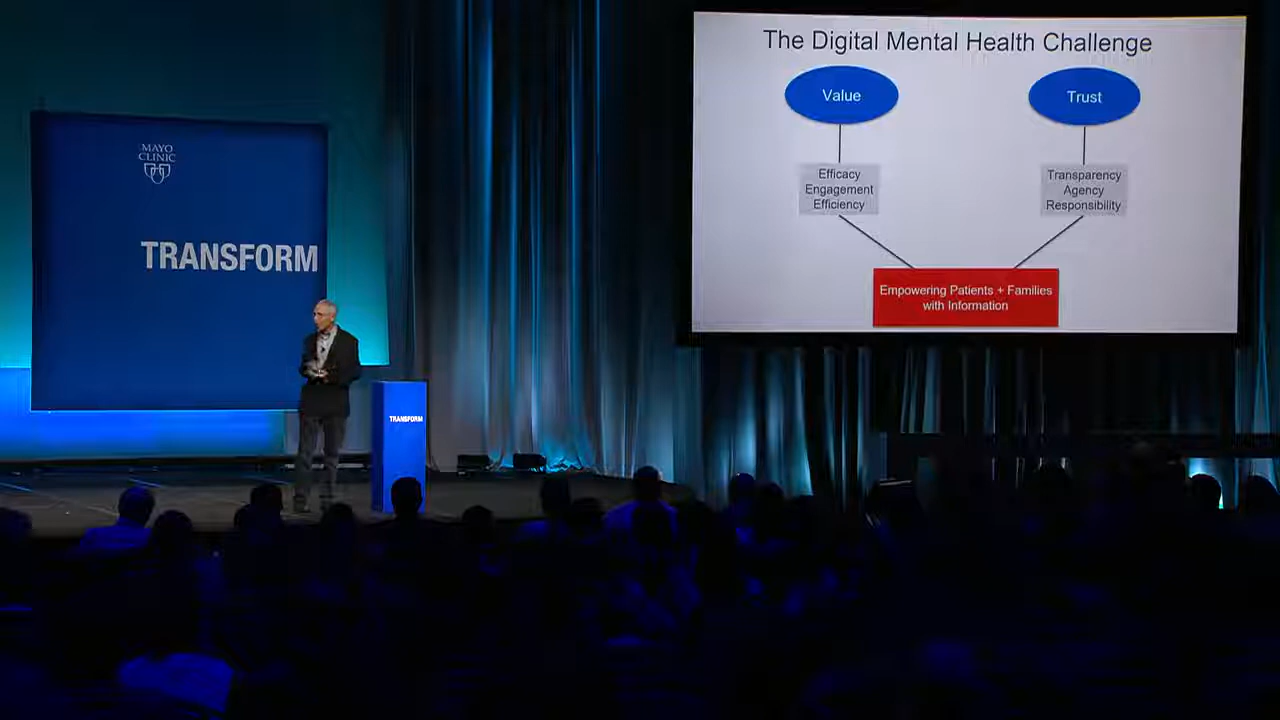 MAYO
CLINIC
TRANSFORM
TRANSFORM
The Digital Mental Health Challenge
Value
Trust
Efficacy
Engagement
Efficiency
Transparency
Agency
Responsibility
Empowering Patients + Families
with Information